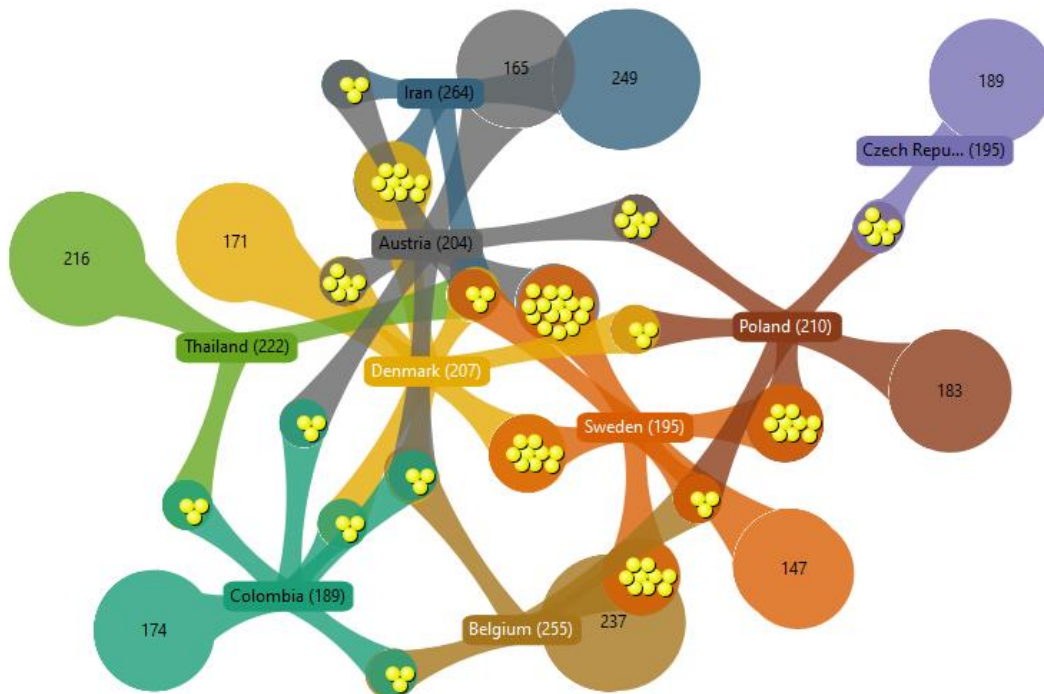 165
249
189
Iran (264)
Czech Repu... (195)
171
216
Austria (204)
Poland (210)
Thailand (222)
Denmark (207)
183
Sweden (195)
147
Colombia (189)
174
Belgium (255)
237